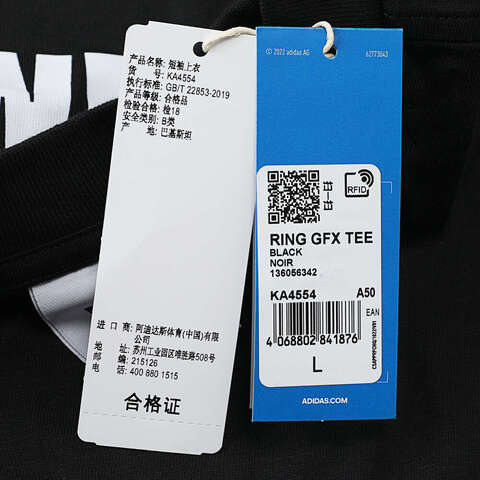 产品名称: 短袖上衣
货 号: KA4554
执行标准: GB/T 22853-2019
产品等级: 合格品
检验合格: 检18
安全类别: B类
产 地: 巴基斯坦
进 口 商: 阿迪达斯体育(中国)有限
公司
地 址: 苏州工业园区唯胜路508号
邮 编: 215126
电 话: 400 880 1515
合格证
© 2022 adidas AG
62773043
RFID
RING GFX TEE
BLACK
NOIR
136056342
KA4554 A50
EAN
4 068802 841876
L
ADIDAS.COM